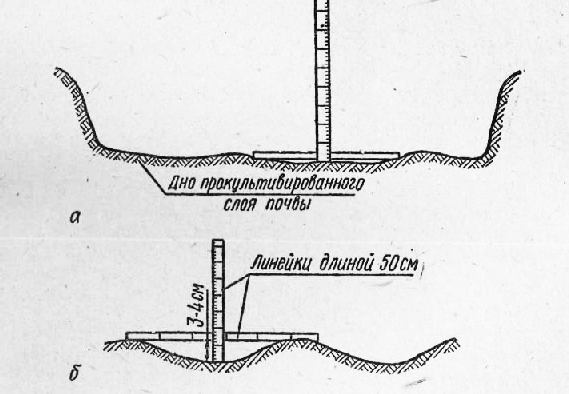 Дно прокультивированного
слоя почвы
а
Линейки длиной 50см
3-4см
б